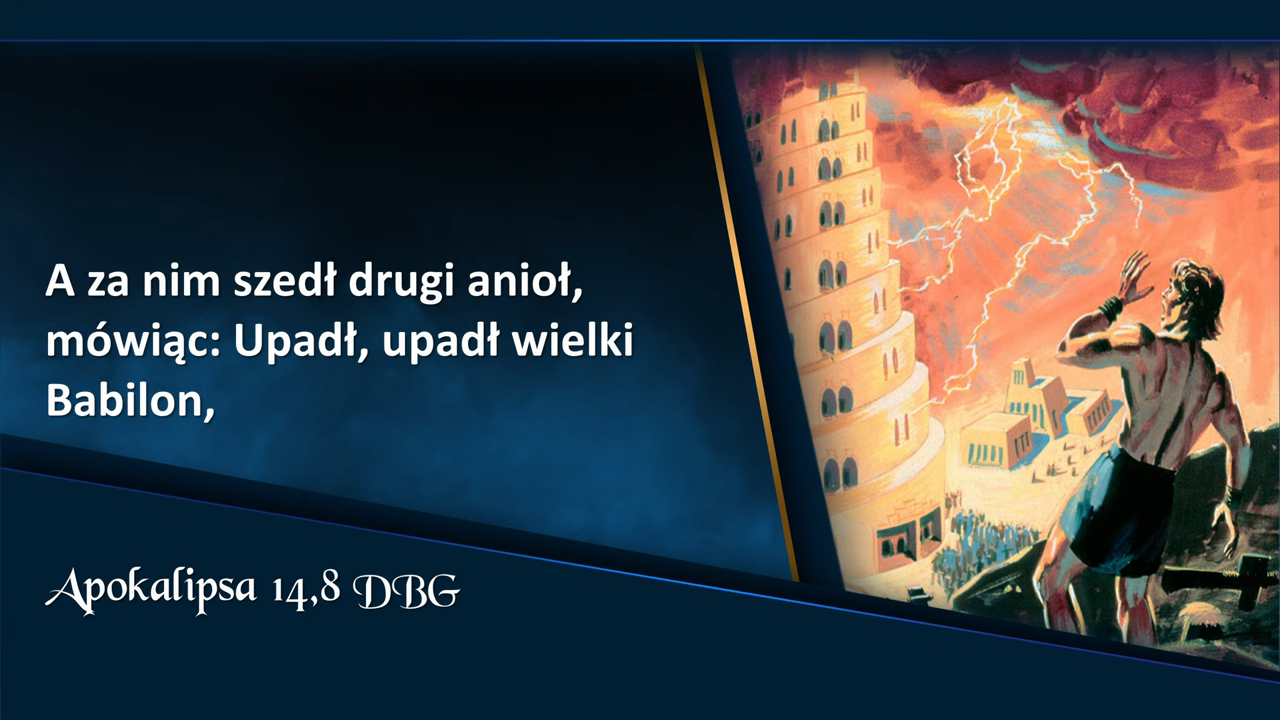 A za nim szedł drugi anioł,
mówiąc: Upadł, upadł wielki
Babilon,
Apokalipsa 14,8 DBG